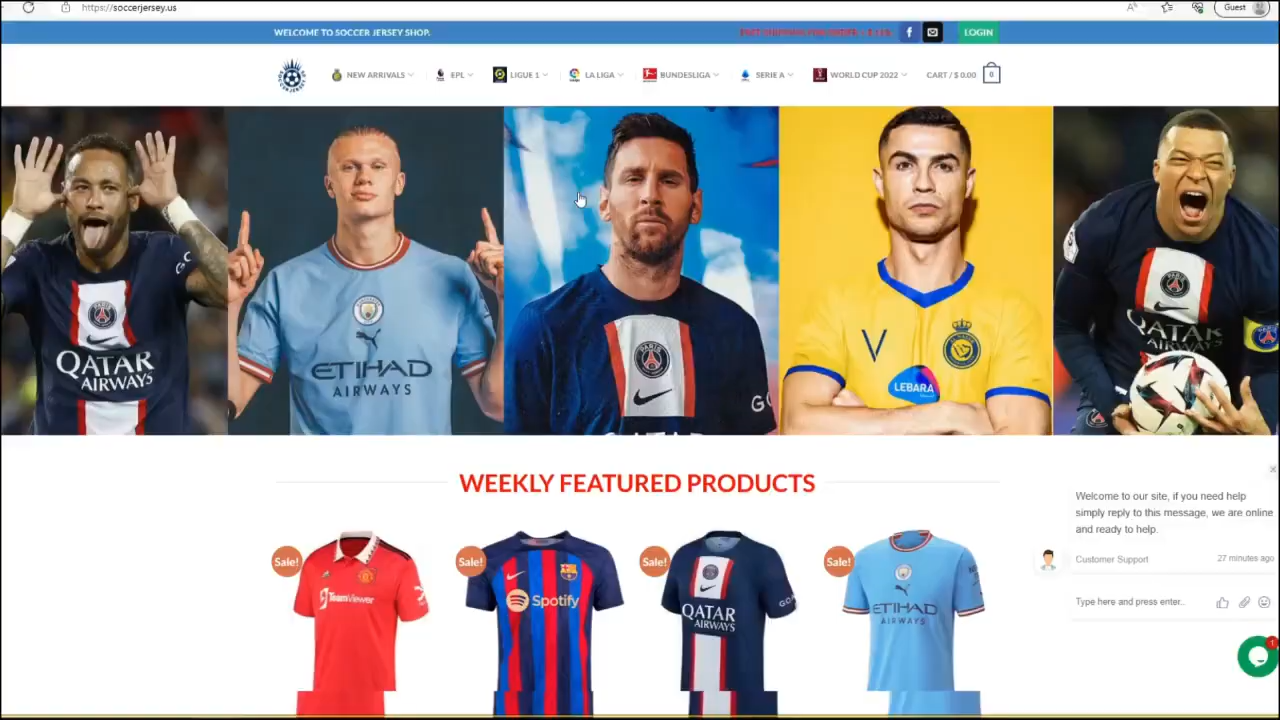 https://soccerjersey.us
Guest
WELCOME TO SOCCER JERSEY SHOP.
LOGIN
NEW ARRIVALS
EPL
LIGUE 1
LA LIGA
BUNDESLIGA
SERIE A
WORLD CUP 2022
CART / $ 0.00
0
QATAR
AIRWAYS
ETIHAD
AIRWAYS
PARIS
GO
V
LEBARA
QATAR
AIRWAYS
WEEKLY FEATURED PRODUCTS
Sale!
TeamViewer
Sale!
Spotify
Sale!
QATAR
AIRWAYS
GOA
Sale!
ETIHAD
AIRWAYS
Welcome to our site, if you need help
simply reply to this message, we are online
and ready to help.
Customer Support
27 minutes ago
Type here and press enter..
1